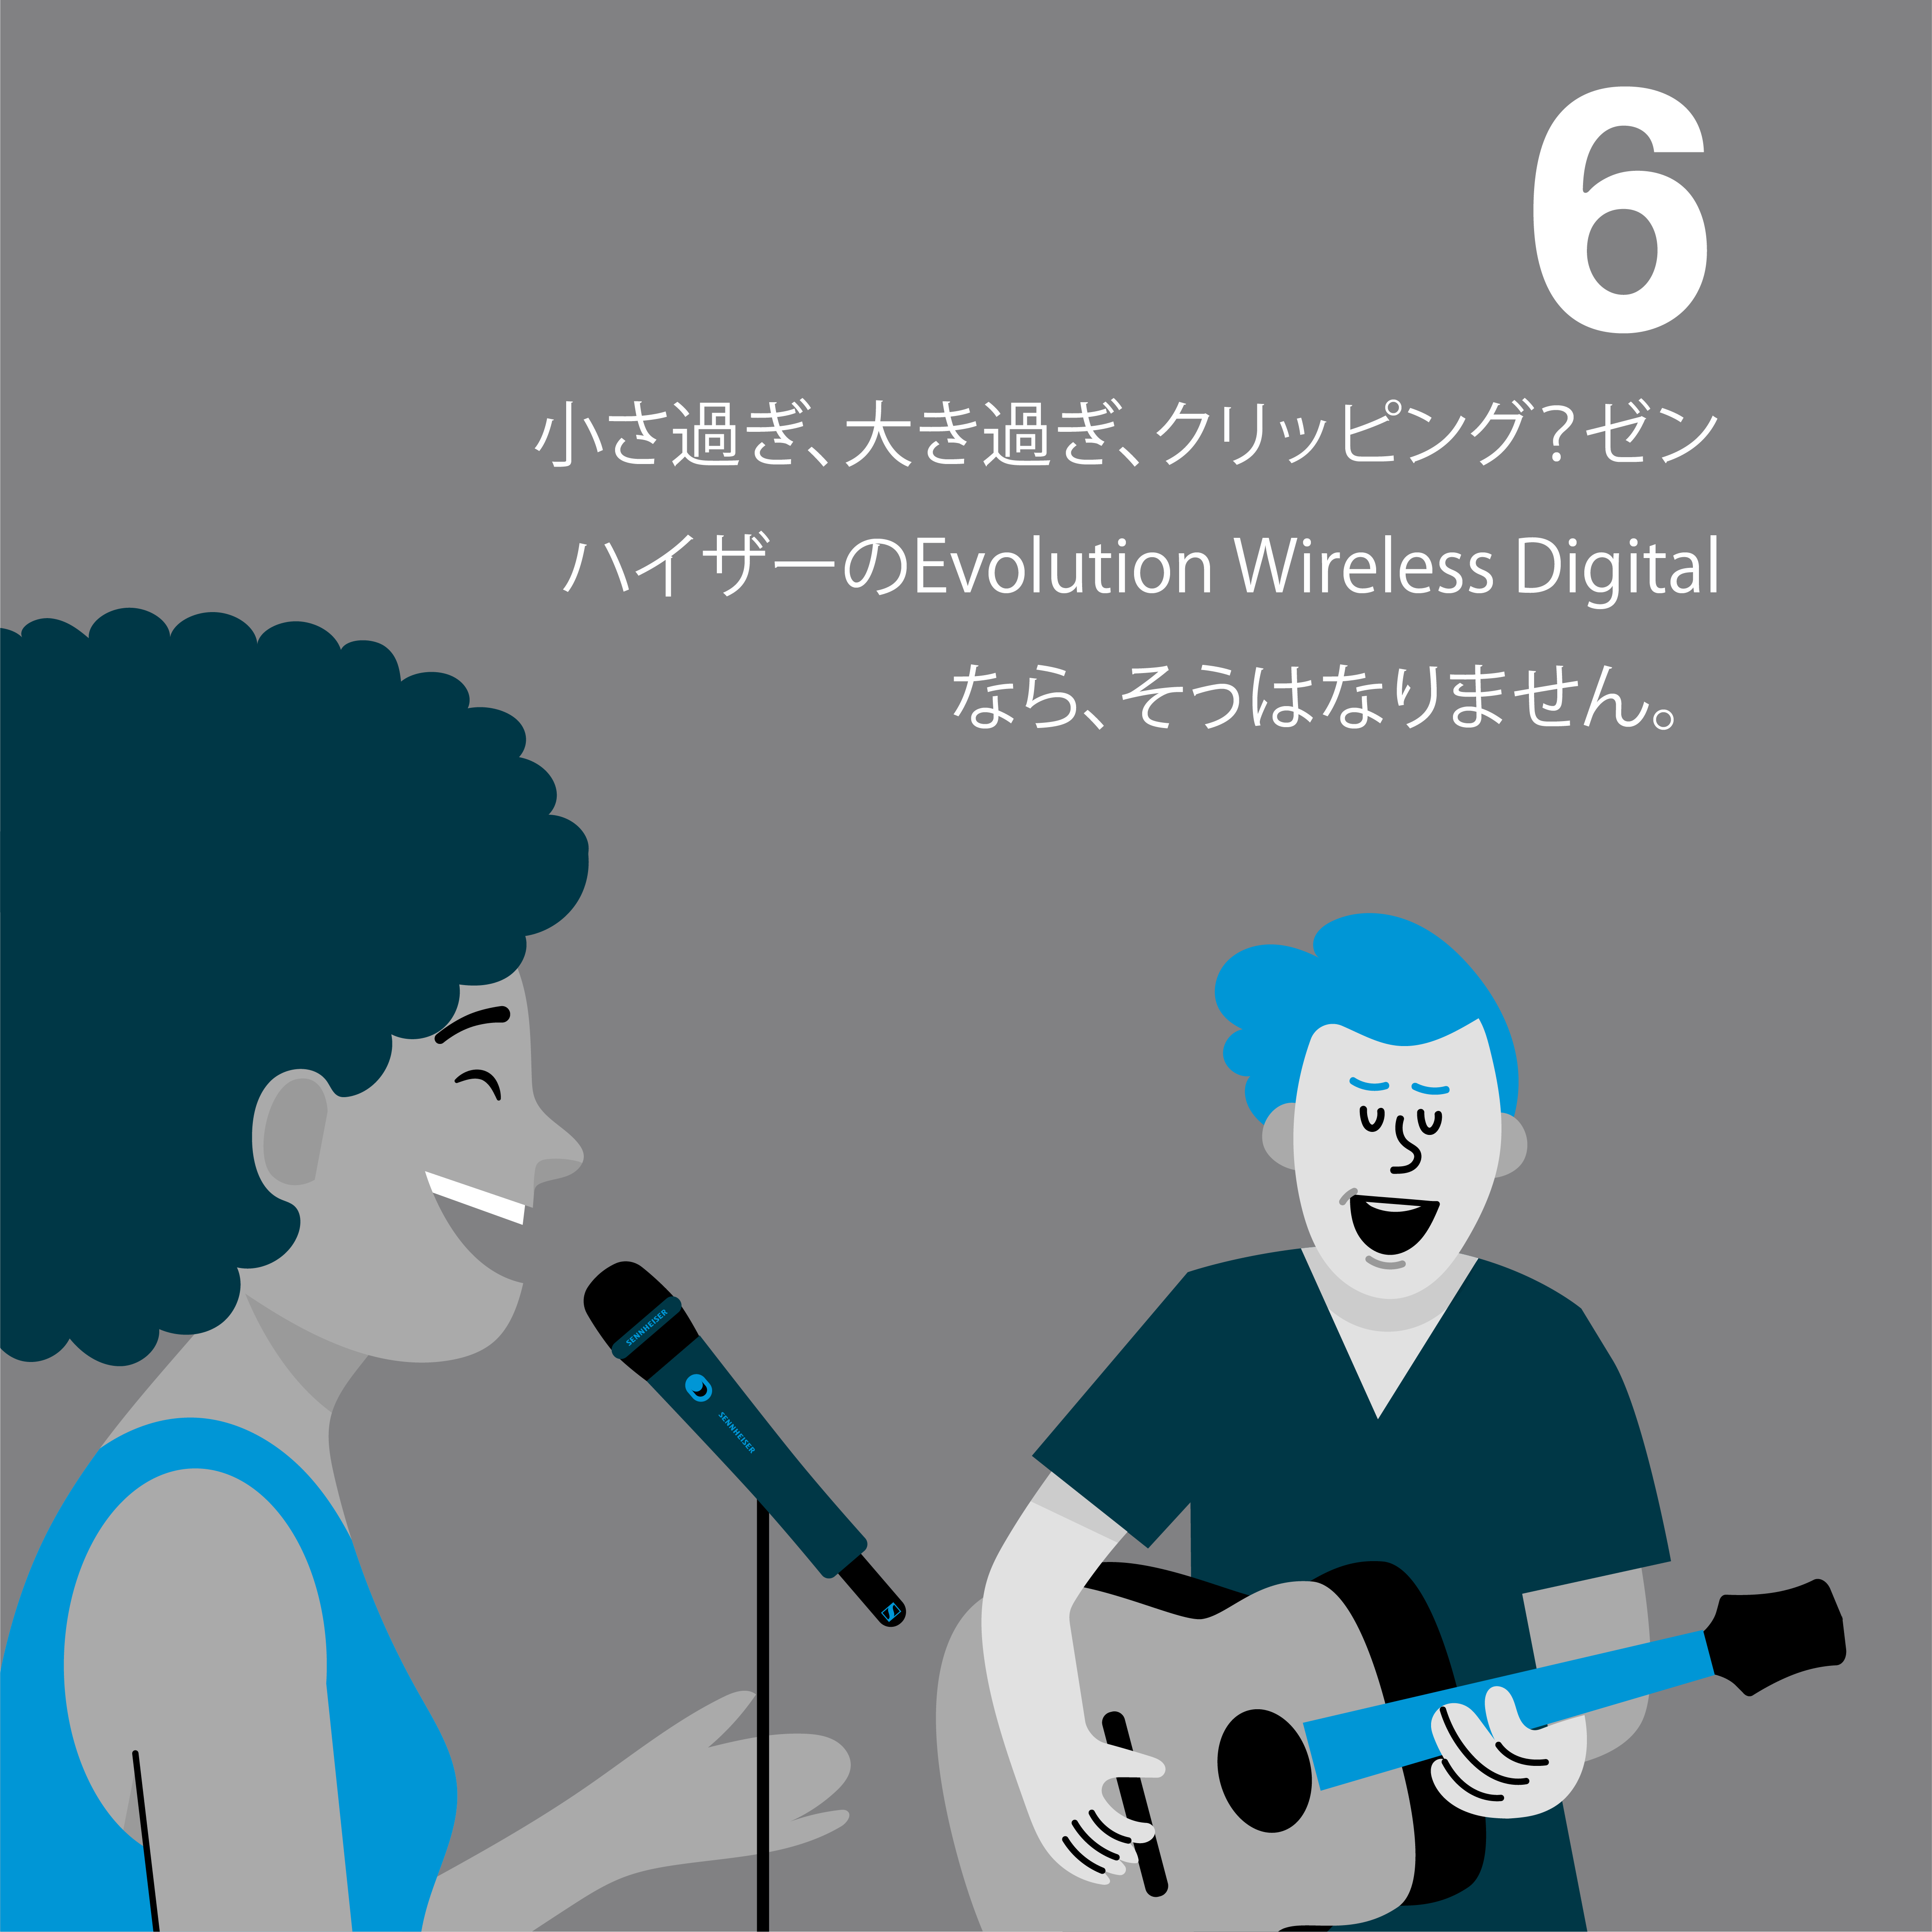 6
小さ過ぎ、大き過ぎ、クリッピング？ゼン
ハイザーのEvolution Wireless Digital
なら、そうはなりません。
SENNHEISER
SENNHEISER